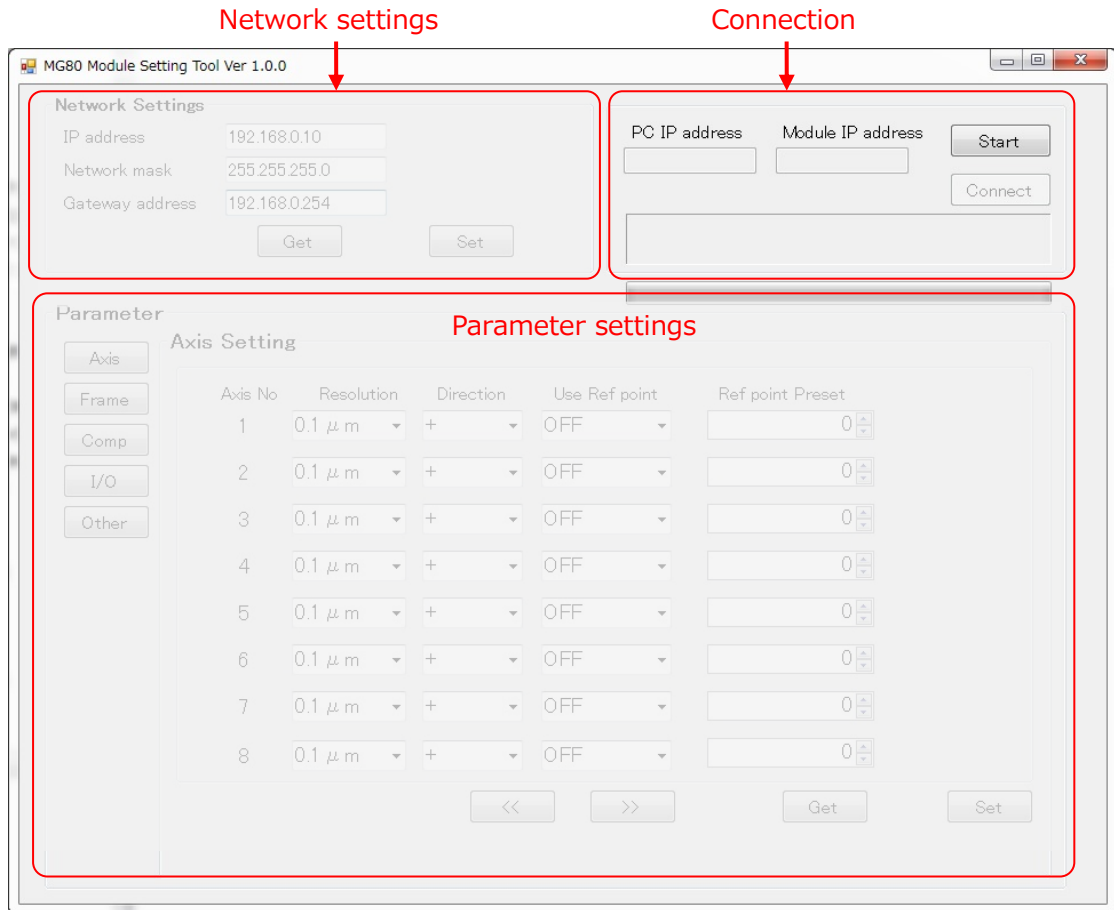 Network settings
Connection
MG80 Module Setting Tool Ver 1.0.0
Network Settings
IP address 192.168.0.10
Network mask 255.255.255.0
Gateway address 192.168.0.254
Get Set
PC IP address Module IP address Start
Connect
Parameter
Parameter settings
Axis
Frame
Comp
I/O
Other
Axis Setting
Axis No Resolution Direction Use Ref point Ref point Preset
1 0.1 μm + OFF 0
2 0.1 μm + OFF 0
3 0.1 μm + OFF 0
4 0.1 μm + OFF 0
5 0.1 μm + OFF 0
6 0.1 μm + OFF 0
7 0.1 μm + OFF 0
8 0.1 μm + OFF 0
<< >> Get Set